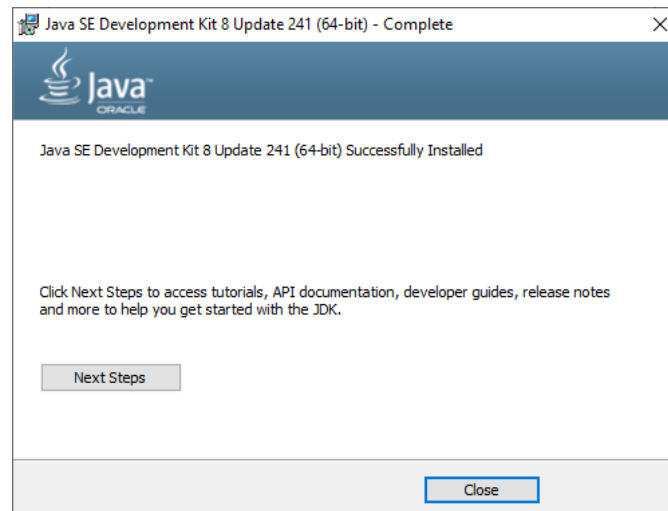 Java SE Development Kit 8 Update 241 (64-bit) - Complete
Java
ORACLE
Java SE Development Kit 8 Update 241 (64-bit) Successfully Installed
Click Next Steps to access tutorials, API documentation, developer guides, release notes
and more to help you get started with the JDK.
Next Steps
Close